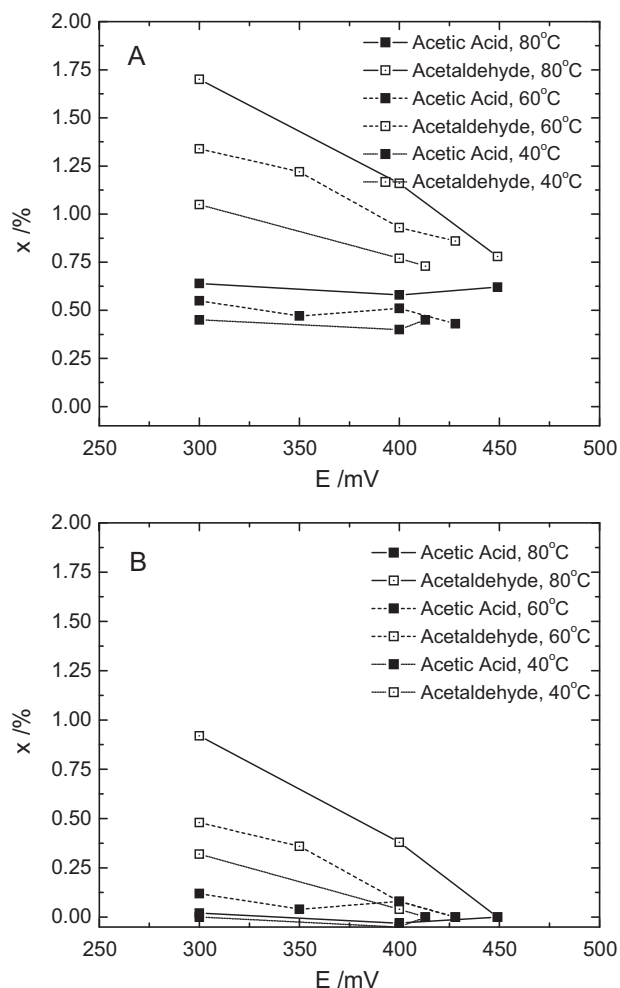 A
Acetic Acid, 80°C
Acetaldehyde, 80°C
Acetic Acid, 60°C
Acetaldehyde, 60°C
Acetic Acid, 40°C
Acetaldehyde, 40°C
2.00
1.75
1.50
1.25
1.00
0.75
0.50
0.25
0.00
x /%
250 300 350 400 450 500
E /mV
B
Acetic Acid, 80°C
Acetaldehyde, 80°C
Acetic Acid, 60°C
Acetaldehyde, 60°C
Acetic Acid, 40°C
Acetaldehyde, 40°C
2.00
1.75
1.50
1.25
1.00
0.75
0.50
0.25
0.00
x /%
250 300 350 400 450 500
E /mV